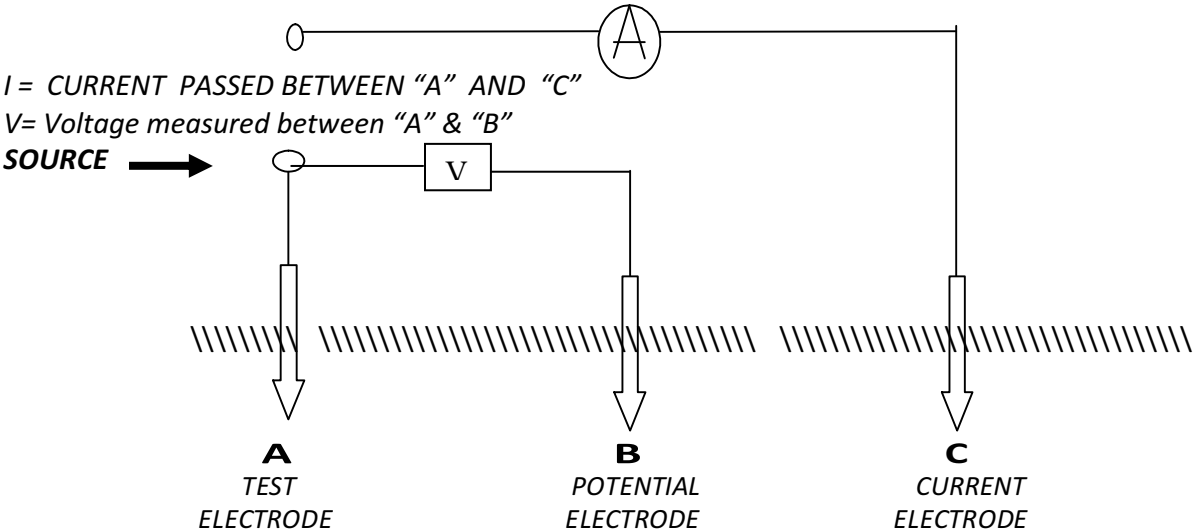 A
I = CURRENT PASSED BETWEEN “A” AND “C”
V= Voltage measured between “A” & “B”
SOURCE
V
A B C
TEST POTENTIAL CURRENT
ELECTRODE ELECTRODE ELECTRODE